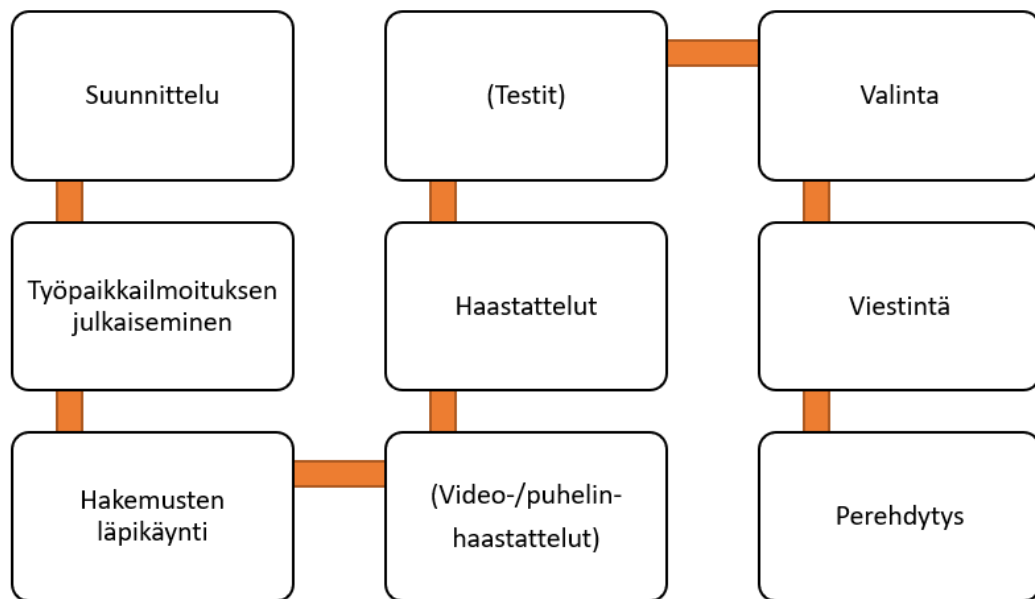 Suunnittelu
Työpaikkailmoituksen
julkaiseminen
Hakemusten
läpikäynti
(Video-/puhelin-
haastattelut)
Haastattelut
(Testit)
Valinta
Viestintä
Perehdytys